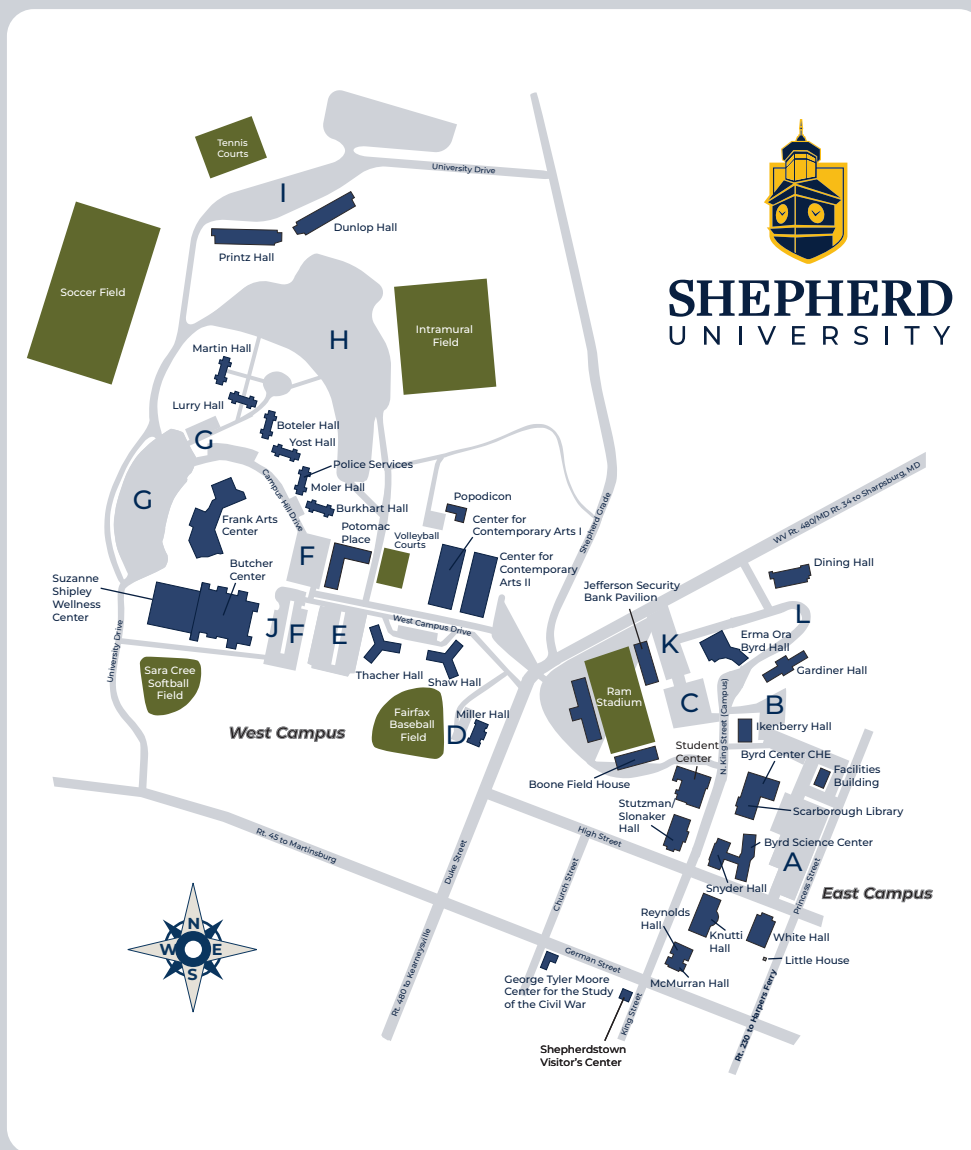 Tennis
Courts
University Drive
I
Dunlop Hall
Printz Hall
SHEPHERD
UNIVERSITY
Soccer Field
Intramural
Field
H
Martin Hall
Lurry Hall
Boteler Hall
G
Yost Hall
Police Services
Moler Hall
Campus Hill Drive
G
Burkhart Hall
Frank Arts
Center
Potomac
Place
Volleyball
Courts
Popodicon
Center for
Contemporary Arts I
Center for
Contemporary
Arts II
Shepherd Grade
WV Rt. 480/MD Rt. 34 to Sharpsburg, MD
F
Butcher
Center
Suzanne
Shipley
Wellness
Center
Jefferson Security
Bank Pavilion
Dining Hall
L
J
F
E
West Campus Drive
University Drive
K
Erma Ora
Byrd Hall
Gardiner Hall
Thacher Hall
Shaw Hall
Sara Cree
Softball
Field
Ram
Stadium
C
B
N. King Street (Campus)
Fairfax
Baseball
Field
Miller Hall
D
West Campus
Ikenberry Hall
Student
Center
Byrd Center CHE
Facilities
Building
Boone Field House
Scarborough Library
Stutzman/
Slonaker
Hall
Rt. 45 to Martinsburg
Duke Street
High Street
Byrd Science Center
A
Snyder Hall
Princess Street
East Campus
Church Street
Reynolds
Hall
Knutti
Hall
White Hall
Little House
N
W
E
S
Rt. 480 to Kearneysville
German Street
McMurran Hall
George Tyler Moore
Center for the Study
of the Civil War
King Street
Rt. 230 to Harpers Ferry
Shepherdstown
Visitor's Center